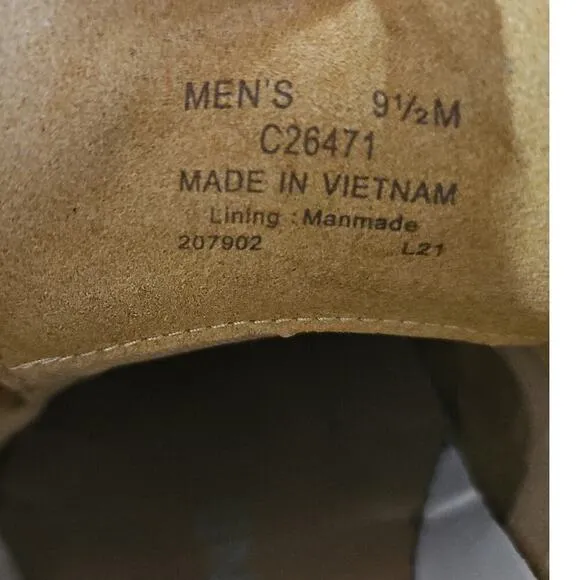 MEN'S 9½M
C26471
MADE IN VIETNAM
Lining : Manmade
207902 L21